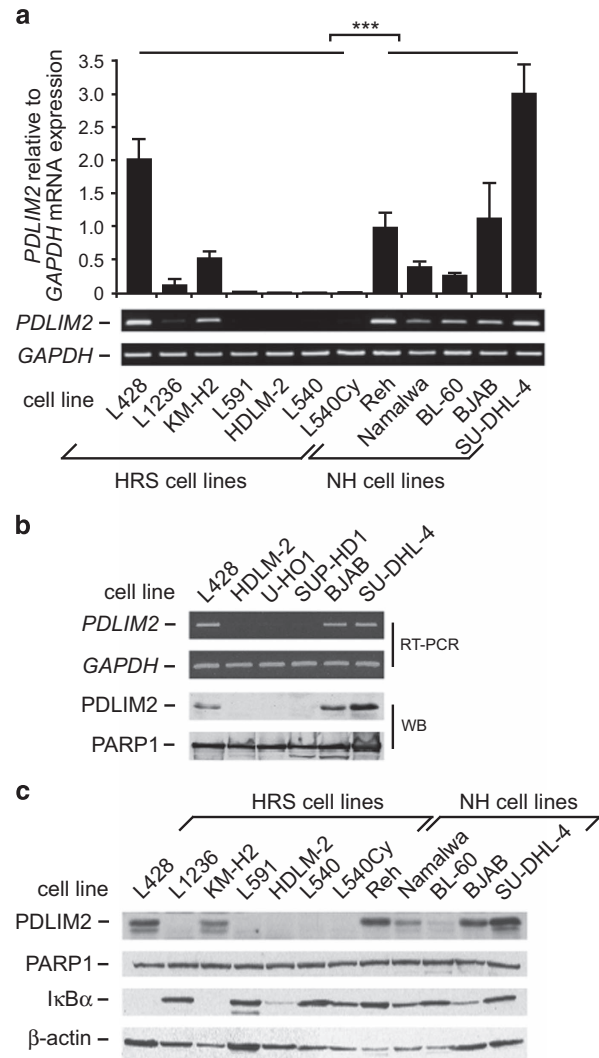 a
***
PDLIM2 relative to
GAPDH mRNA expression
3.5
3.0
2.5
2.0
1.5
1.0
0.5
0
PDLIM2 –
GAPDH –
cell line
L428
L1236
KM-H2
L591
HDLM-2
L540
L540Cy
Reh
Namalwa
BL-60
BJAB
SU-DHL-4
HRS cell lines
NH cell lines
b
cell line
L428
HDLM-2
U-HO1
SUP-HD1
BJAB
SU-DHL-4
PDLIM2 –
GAPDH –
RT-PCR
PDLIM2 –
PARP1 –
WB
c
HRS cell lines
NH cell lines
cell line
L428
L1236
KM-H2
L591
HDLM-2
L540
L540Cy
Reh
Namalwa
BL-60
BJAB
SU-DHL-4
PDLIM2 –
PARP1 –
IκBα –
β-actin –